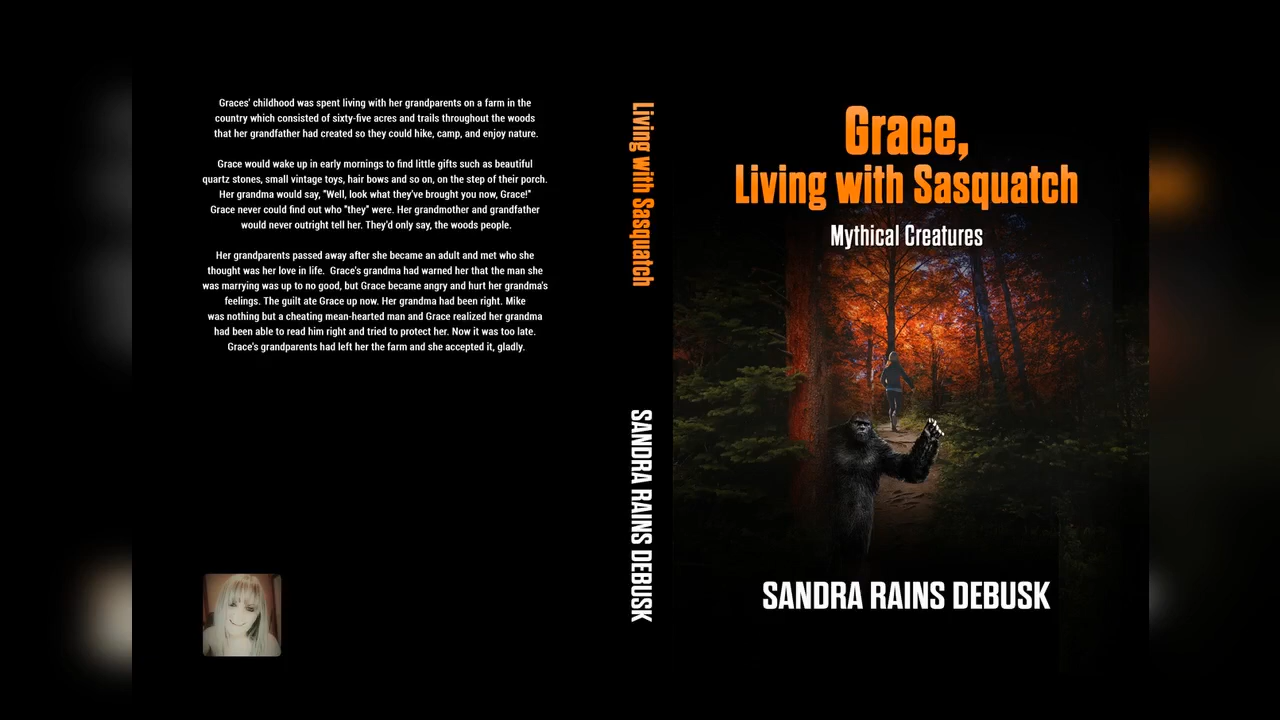 Graces' childhood was spent living with her grandparents on a farm in the
country which consisted of sixty-five acres and trails throughout the woods
that her grandfather had created so they could hike, camp, and enjoy nature.
Grace would wake up in early mornings to find little gifts such as beautiful
quartz stones, small vintage toys, hair bows and so on, on the step of their porch.
Her grandma would say, "Well, look what they've brought you now, Grace!"
Grace never could find out who "they" were. Her grandmother and grandfather
would never outright tell her. They'd only say, the woods people.
Her grandparents passed away after she became an adult and met who she
thought was her love in life. Grace's grandma had warned her that the man she
was marrying was up to no good, but Grace became angry and hurt her grandma's
feelings. The guilt ate Grace up now. Her grandma had been right. Mike
was nothing but a cheating mean-hearted man and Grace realized her grandma
had been able to read him right and tried to protect her. Now it was too late.
Grace's grandparents had left her the farm and she accepted it, gladly.
Living with Sasquatch
SANDRA RAINS DEBUSK
Grace,
Living with Sasquatch
Mythical Creatures
SANDRA RAINS DEBUSK